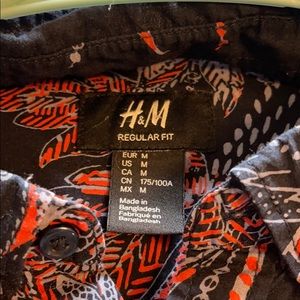 H&M
REGULAR FIT
EUR M
US M
CA M
CN 175/100A
MX M
Made in
Bangladesh
Fabriqué en
Bangladesh